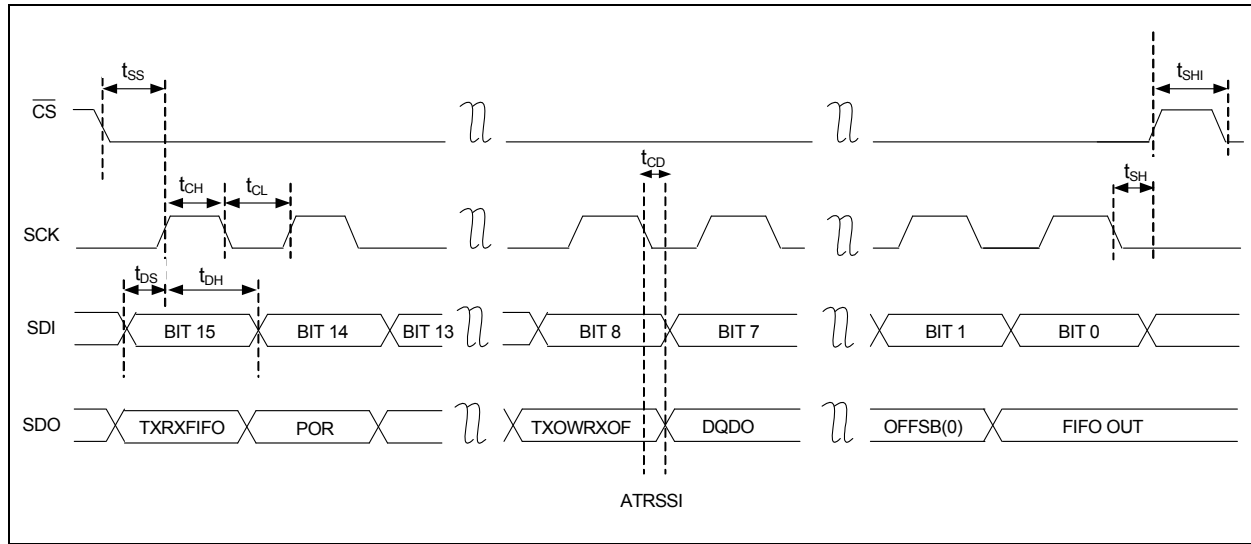 tSS
tSHI
CS
tCD
tCH
tCL
tSH
SCK
tDS
tDH
SDI
BIT 15
BIT 14
BIT 13
BIT 8
BIT 7
BIT 1
BIT 0
SDO
TXRXFIFO
POR
TXOWRXOF
DQDO
OFFSB(0)
FIFO OUT
ATRSSI